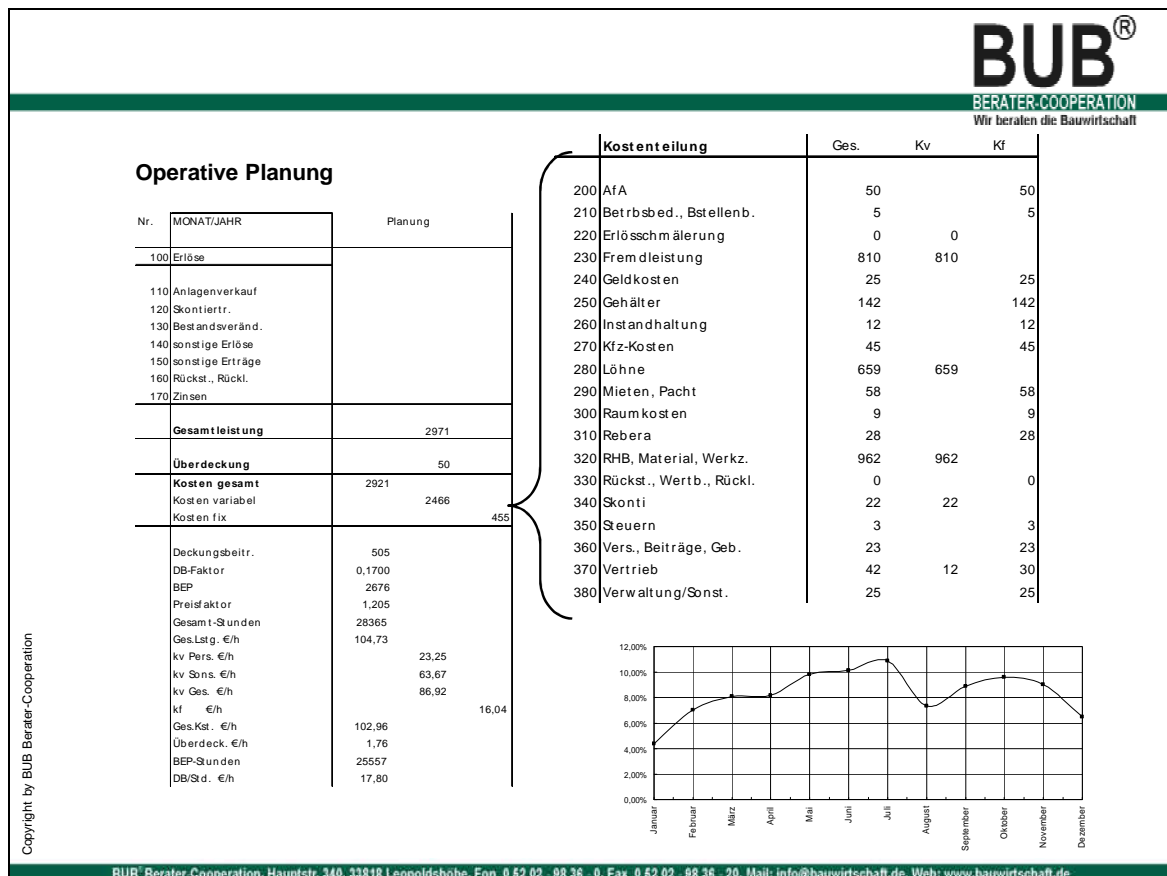 BUB®
BERATER-COOPERATION
Wir beraten die Bauwirtschaft
Operative Planung
Nr. MONAT/JAHR Planung
100 Erlöse
110 Anlagenverkauf
120 Skontiertr.
130 Bestandsveränd.
140 sonstige Erlöse
150 sonstige Erträge
160 Rückst., Rückl.
170 Zinsen
Gesamtleistung 2971
Überdeckung 50
Kosten gesamt 2921
Kosten variabel 2466
Kosten fix 455
Deckungsbeitr. 505
DB-Faktor 0,1700
BEP 2676
Preisfaktor 1,205
Gesamt-Stunden 28365
Ges.Lstg. €/h 104,73
kv Pers. €/h 23,25
kv Sons. €/h 63,67
kv Ges. €/h 86,92
kf €/h 16,04
Ges.Kst. €/h 102,96
Überdeck. €/h 1,76
BEP-Stunden 25557
DB/Std. €/h 17,80
Kostenteilung Ges. Kv Kf
200 AfA 50 50
210 Betrbsbed., Bstellenb. 5 5
220 Erlösschmälerung 0 0
230 Fremdleistung 810 810
240 Geldkosten 25 25
250 Gehälter 142 142
260 Instandhaltung 12 12
270 Kfz-Kosten 45 45
280 Löhne 659 659
290 Mieten, Pacht 58 58
300 Raumkosten 9 9
310 Rebera 28 28
320 RHB, Material, Werkz. 962 962
330 Rückst., Wertb., Rückl. 0 0
340 Skonti 22 22
350 Steuern 3 3
360 Vers., Beiträge, Geb. 23 23
370 Vertrieb 42 12 30
380 Verwaltung/Sonst. 25 25
12,00%
10,00%
8,00%
6,00%
4,00%
2,00%
0,00%
Januar
Februar
März
April
Mai
Juni
Juli
August
September
Oktober
November
Dezember
Copyright by BUB Berater-Cooperation
BUB® Berater-Cooperation, Hauptstr. 340, 33818 Leopoldshöhe, Fon 0 52 02 - 98 36 - 0, Fax 0 52 02 - 98 36 - 20, Mail: info@bauwirtschaft.de, Web: www.bauwirtschaft.de